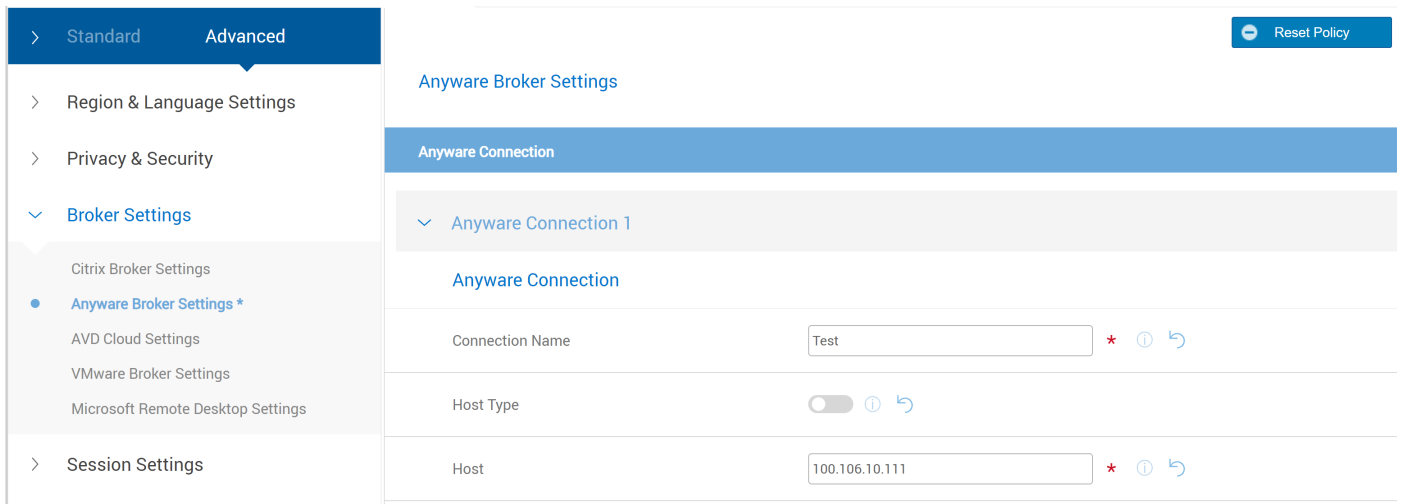 Standard
Advanced
Reset Policy
Region & Language Settings
Privacy & Security
Broker Settings
Citrix Broker Settings
Anyware Broker Settings *
AVD Cloud Settings
VMware Broker Settings
Microsoft Remote Desktop Settings
Session Settings
Anyware Broker Settings
Anyware Connection
Anyware Connection 1
Anyware Connection
Connection Name
Test
*
Host Type
Host
100.106.10.111
*